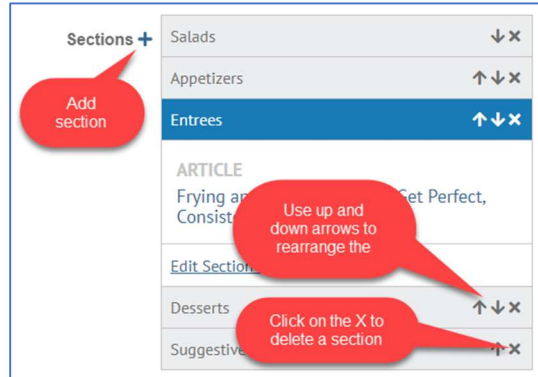 Sections +
Salads
Appetizers
Add
section
Entrees
ARTICLE
Frying an Get Perfect,
Consist
Use up and
down arrows to
rearrange the
Edit Section
Desserts
Click on the X to
delete a section
Suggestive